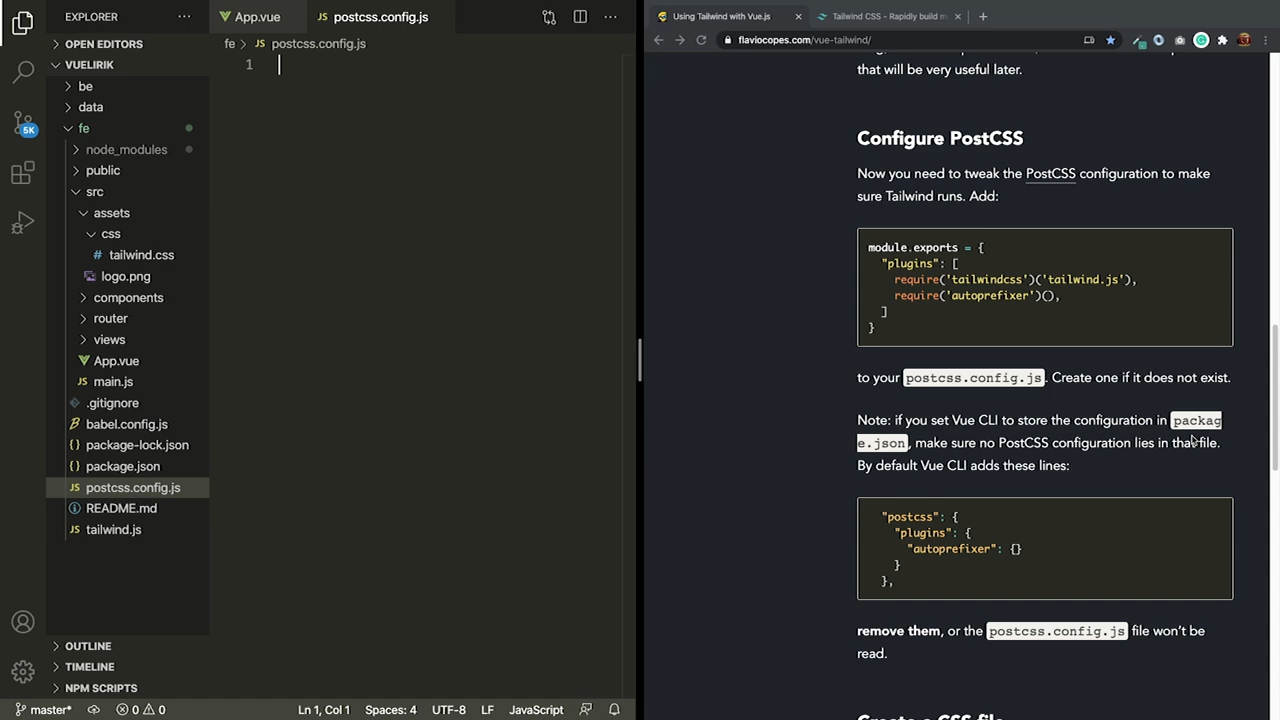 EXPLORER
OPEN EDITORS
VUELIRIK
be
data
fe
node_modules
public
src
assets
css
tailwind.css
logo.png
components
router
views
App.vue
main.js
.gitignore
babel.config.js
package-lock.json
package.json
postcss.config.js
README.md
tailwind.js
OUTLINE
TIMELINE
NPM SCRIPTS
5K
App.vue
postcss.config.js
fe > JS postcss.config.js
1
master* 0 0 Ln 1, Col 1 Spaces: 4 UTF-8 LF JavaScript
Using Tailwind with Vue.js
Tailwind CSS - Rapidly build m
flaviocopes.com/vue-tailwind/
that will be very useful later.
Configure PostCSS
Now you need to tweak the PostCSS configuration to make
sure Tailwind runs. Add:
module.exports = {
"plugins": [
require('tailwindcss')('tailwind.js'),
require('autoprefixer')(),
]
}
to your postcss.config.js. Create one if it does not exist.
Note: if you set Vue CLI to store the configuration in packag
e.json, make sure no PostCSS configuration lies in that file.
By default Vue CLI adds these lines:
"postcss": {
"plugins": {
"autoprefixer": {}
}
},
remove them, or the postcss.config.js file won't be
read.